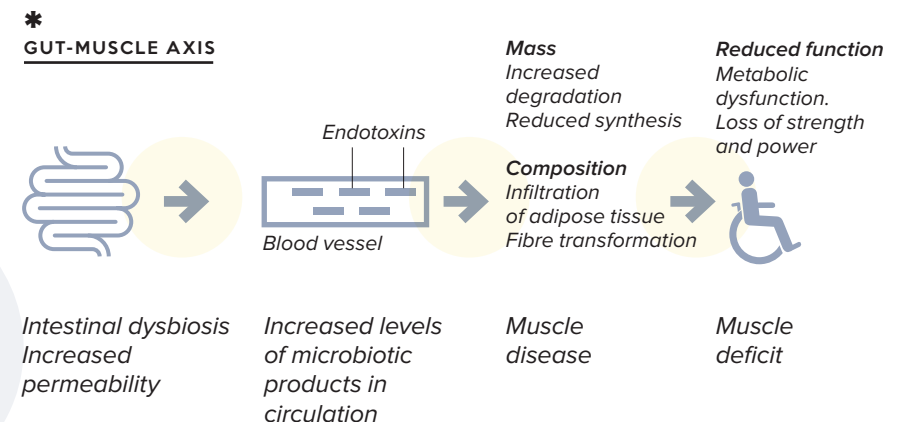 *
GUT-MUSCLE AXIS
Endotoxins
Blood vessel
Mass
Increased
degradation
Reduced synthesis
Composition
Infiltration
of adipose tissue
Fibre transformation
Reduced function
Metabolic
dysfunction.
Loss of strength
and power
Intestinal dysbiosis
Increased
permeability
Increased levels
of microbiotic
products in
circulation
Muscle
disease
Muscle
deficit